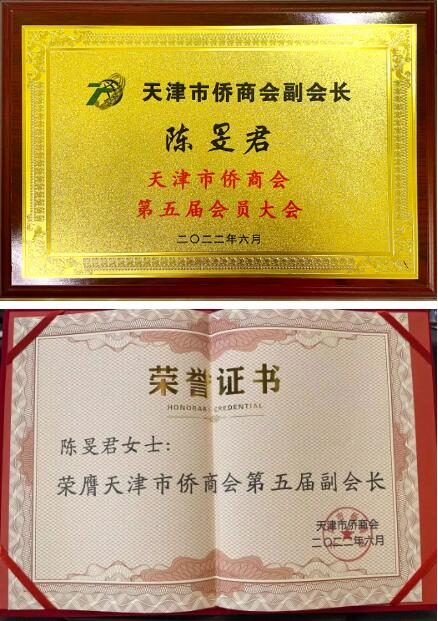 天津市侨商会副会长
陈旻君
天津市侨商会
第五届会员大会
二〇二二年六月
荣誉证书
HONORARY CREDENTIAL
陈旻君女士：
荣膺天津市侨商会第五届副会长
天津市侨商会
二〇二二年六月